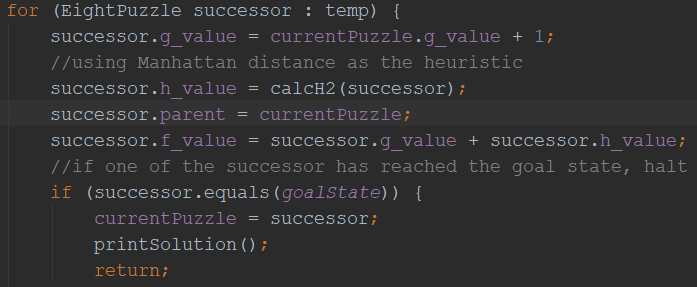 for (EightPuzzle successor : temp) {
successor.g_value = currentPuzzle.g_value + 1;
//using Manhattan distance as the heuristic
successor.h_value = calcH2(successor);
successor.parent = currentPuzzle;
successor.f_value = successor.g_value + successor.h_value;
//if one of the successor has reached the goal state, halt
if (successor.equals(goalState)) {
currentPuzzle = successor;
printSolution();
return;